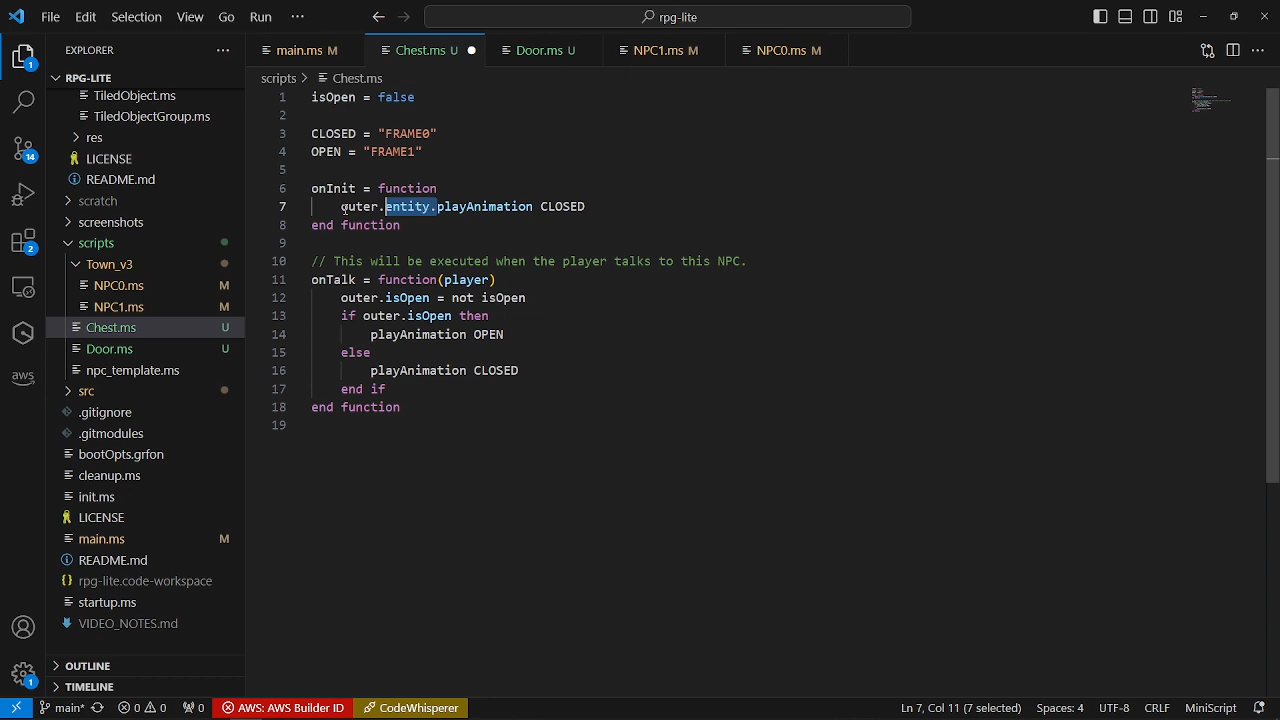 File Edit Selection View Go Run ··· rpg-lite
EXPLORER ···
RPG-LITE
TiledObject.ms
TiledObjectGroup.ms
res
LICENSE
README.md
scratch
screenshots
scripts
Town_v3
NPC0.ms M
NPC1.ms M
Chest.ms U
Door.ms U
npc_template.ms
src
.gitignore
.gitmodules
bootOpts.grfon
cleanup.ms
init.ms
LICENSE
main.ms M
README.md
rpg-lite.code-workspace
startup.ms
VIDEO_NOTES.md
OUTLINE
TIMELINE
1
14
2
aws
1
main.ms M Chest.ms U Door.ms U NPC1.ms M NPC0.ms M
scripts > Chest.ms
1 isOpen = false
2
3 CLOSED = "FRAME0"
4 OPEN = "FRAME1"
5
6 onInit = function
7 outer.entity.playAnimation CLOSED
8 end function
9
10 // This will be executed when the player talks to this NPC.
11 onTalk = function(player)
12 outer.isOpen = not isOpen
13 if outer.isOpen then
14 playAnimation OPEN
15 else
16 playAnimation CLOSED
17 end if
18 end function
19
main* 0 0 0 AWS: AWS Builder ID CodeWhisperer Ln 7, Col 11 (7 selected) Spaces: 4 UTF-8 CRLF MiniScript